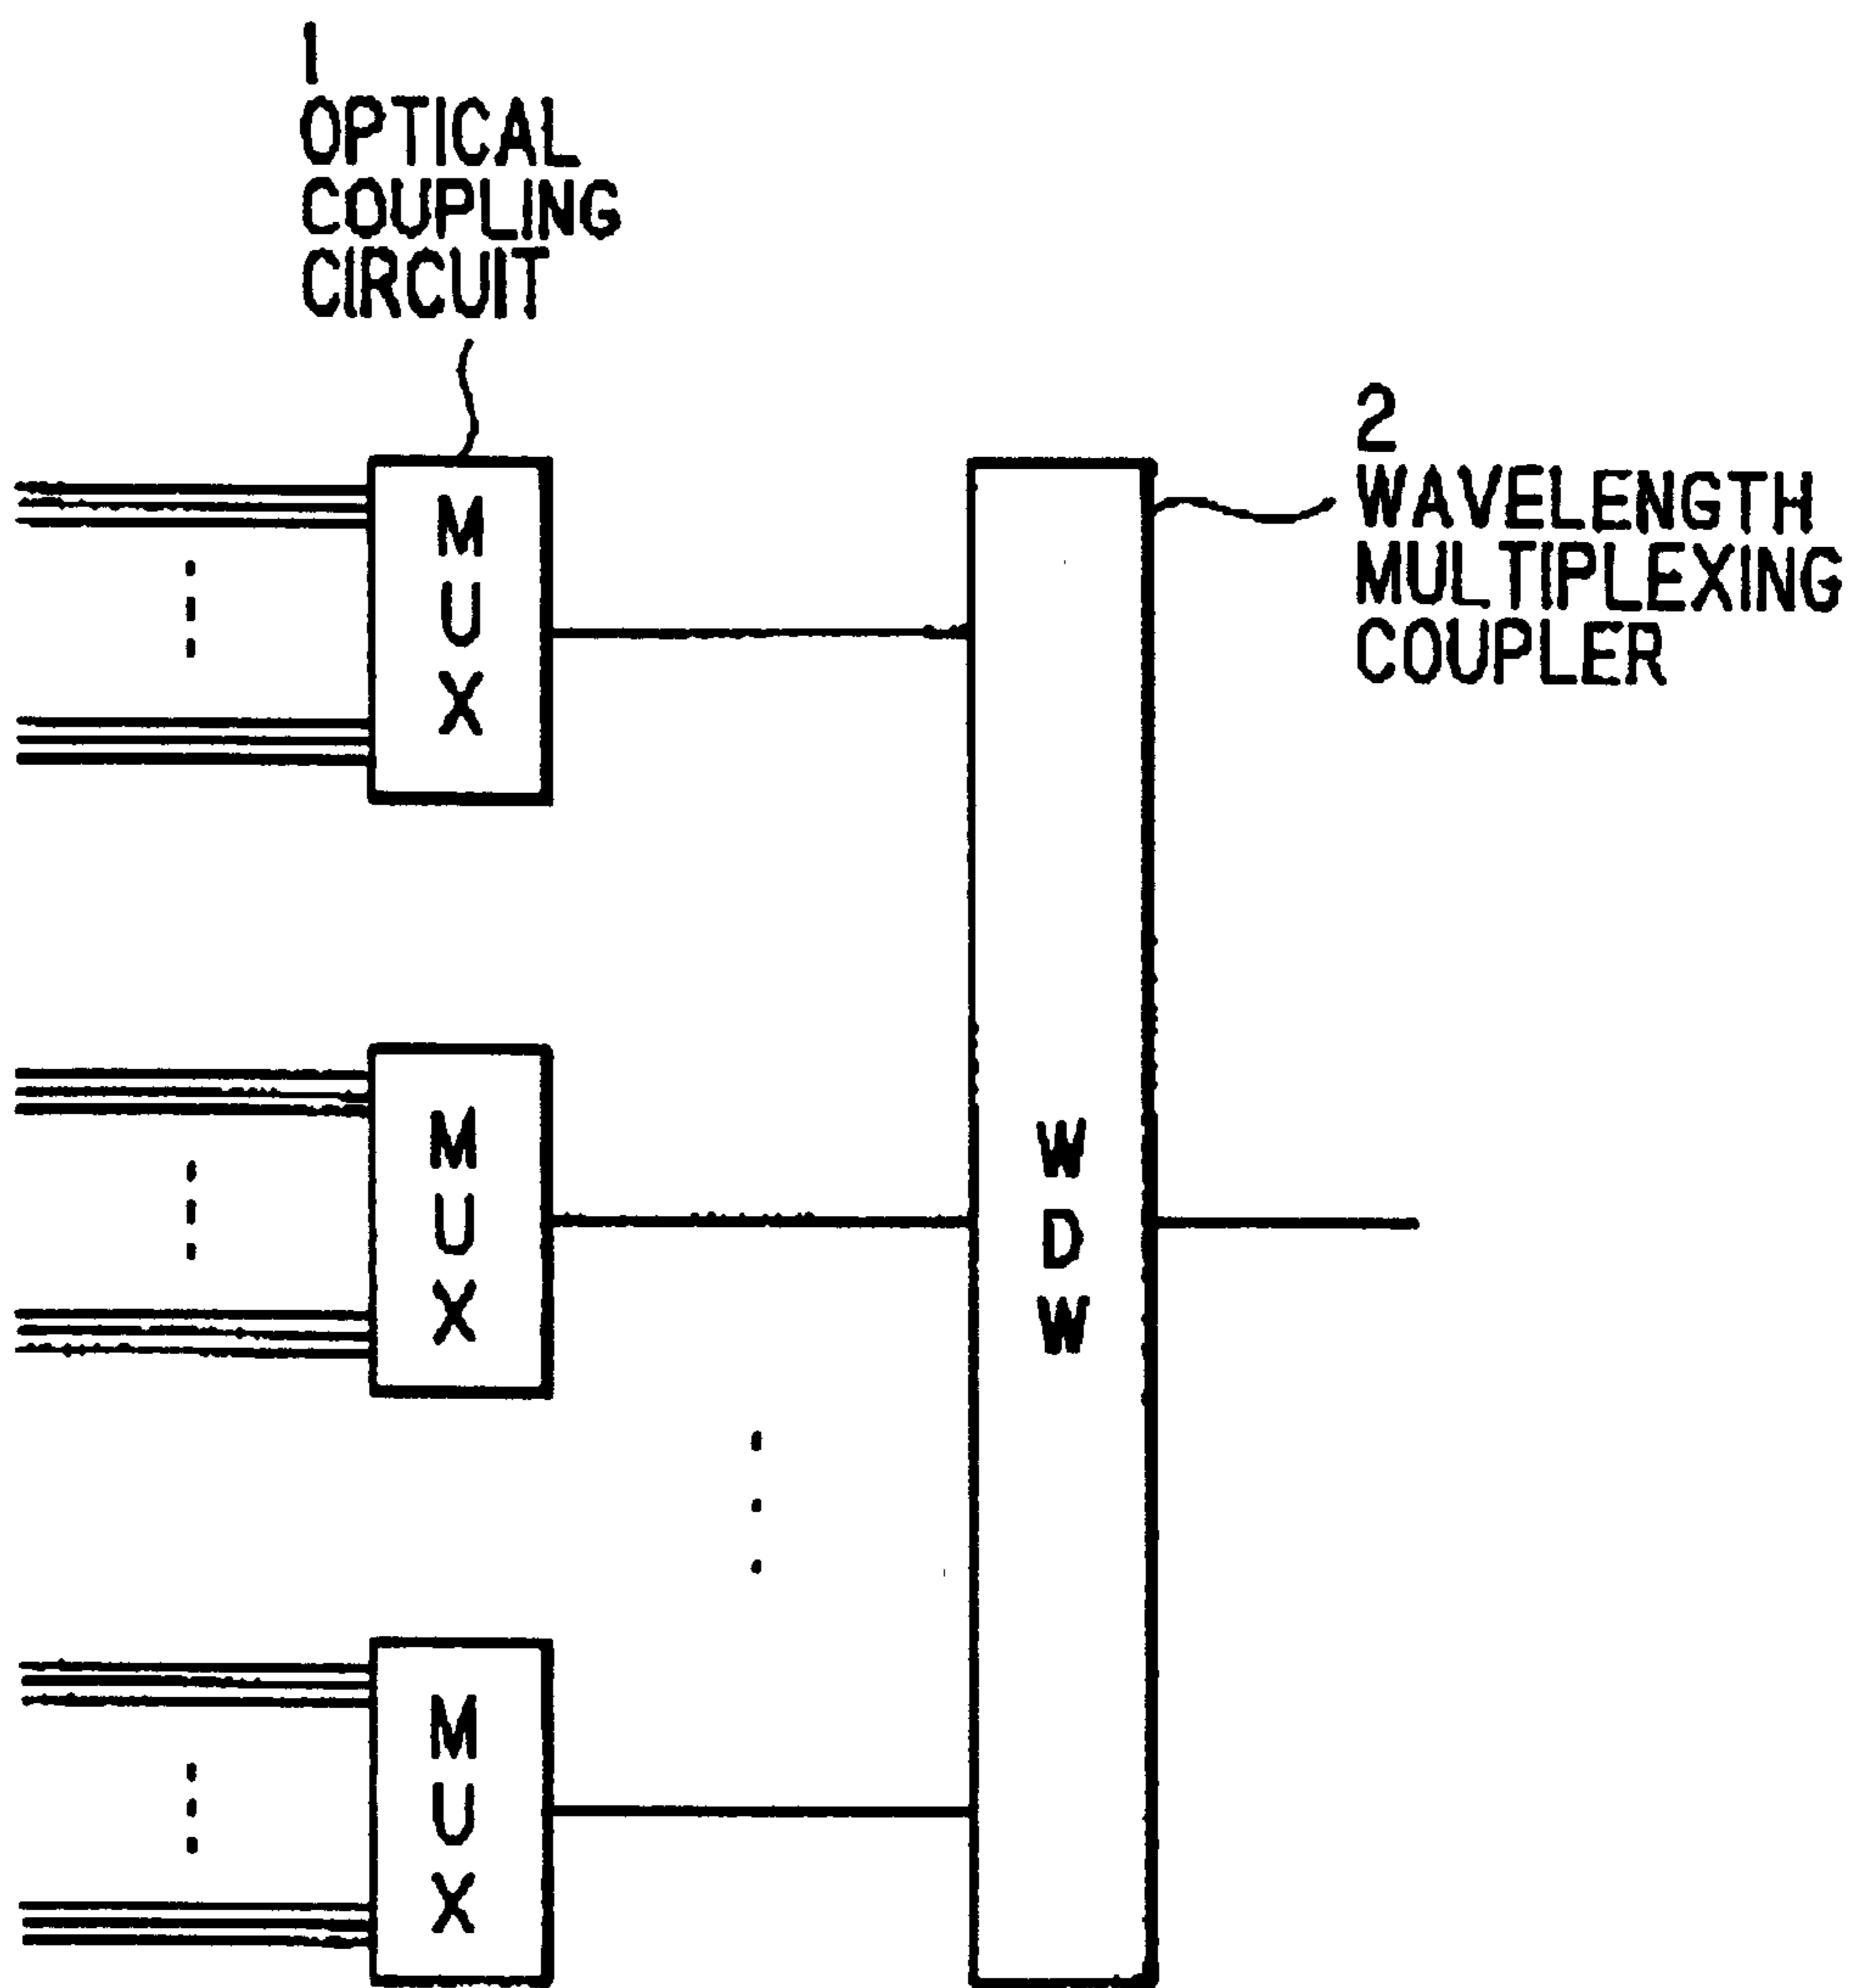 1
OPTICAL
COUPLING
CIRCUIT
2
WAVELENGTH
MULTIPLEXING
COUPLER
M
U
X
M
U
X
W
D
W
M
U
X